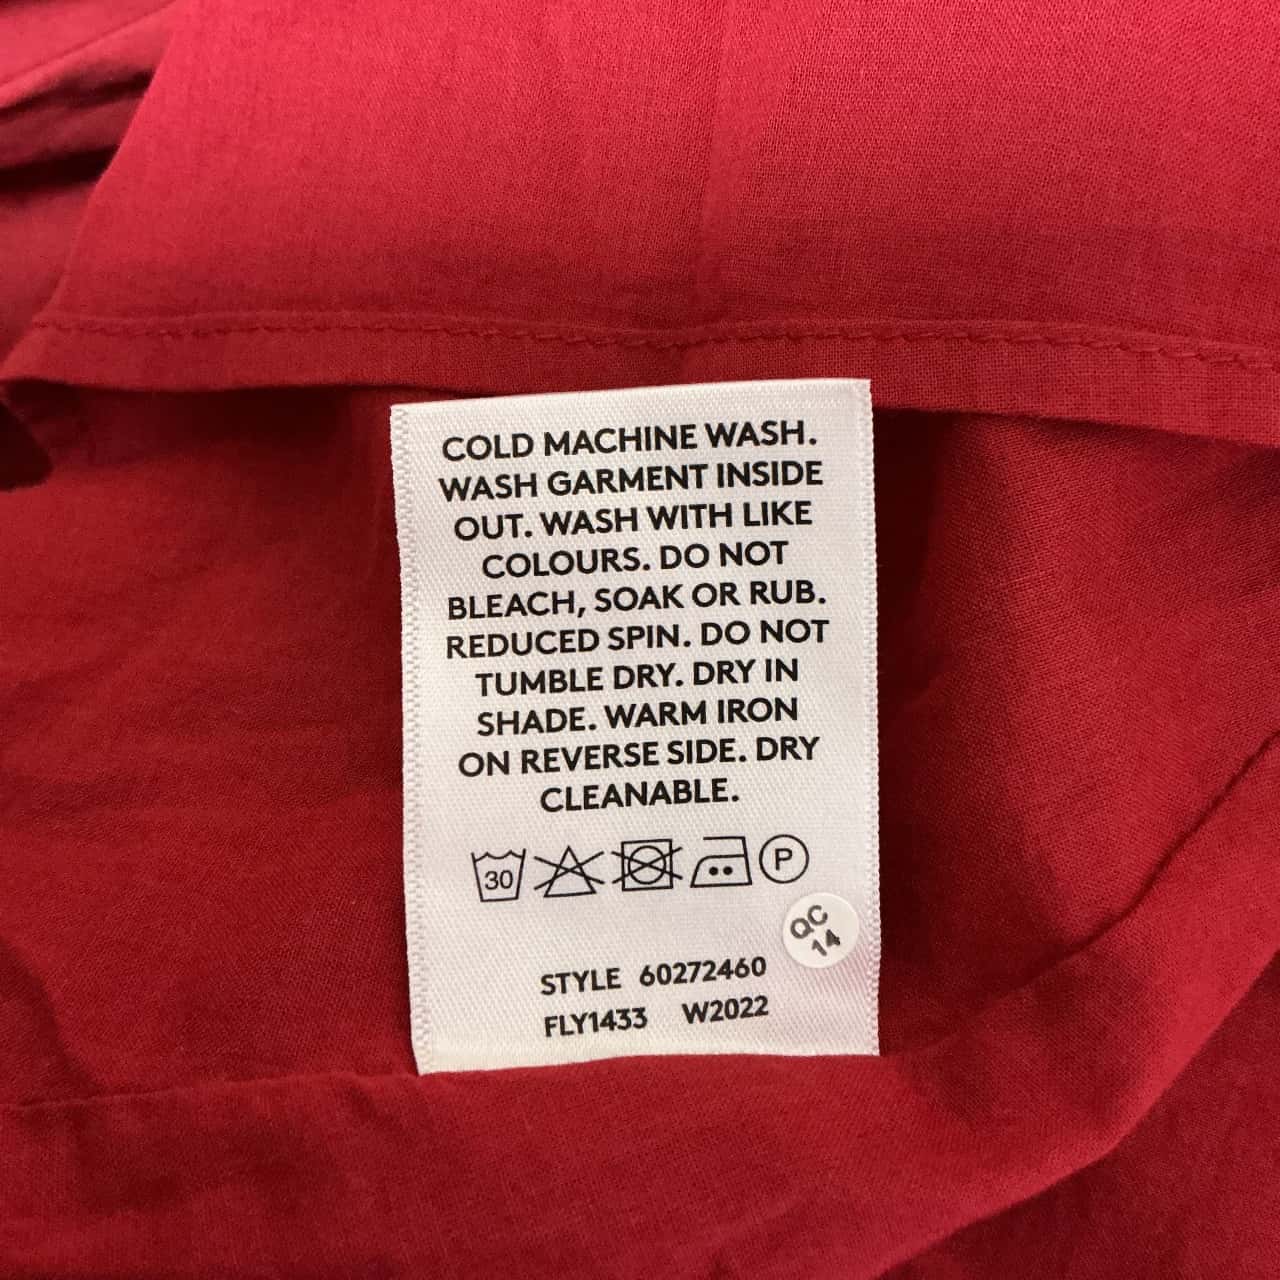 COLD MACHINE WASH.
WASH GARMENT INSIDE
OUT. WASH WITH LIKE
COLOURS. DO NOT
BLEACH, SOAK OR RUB.
REDUCED SPIN. DO NOT
TUMBLE DRY. DRY IN
SHADE. WARM IRON
ON REVERSE SIDE. DRY
CLEANABLE.
30 P
QC
14
STYLE 60272460
FLY1433 W2022